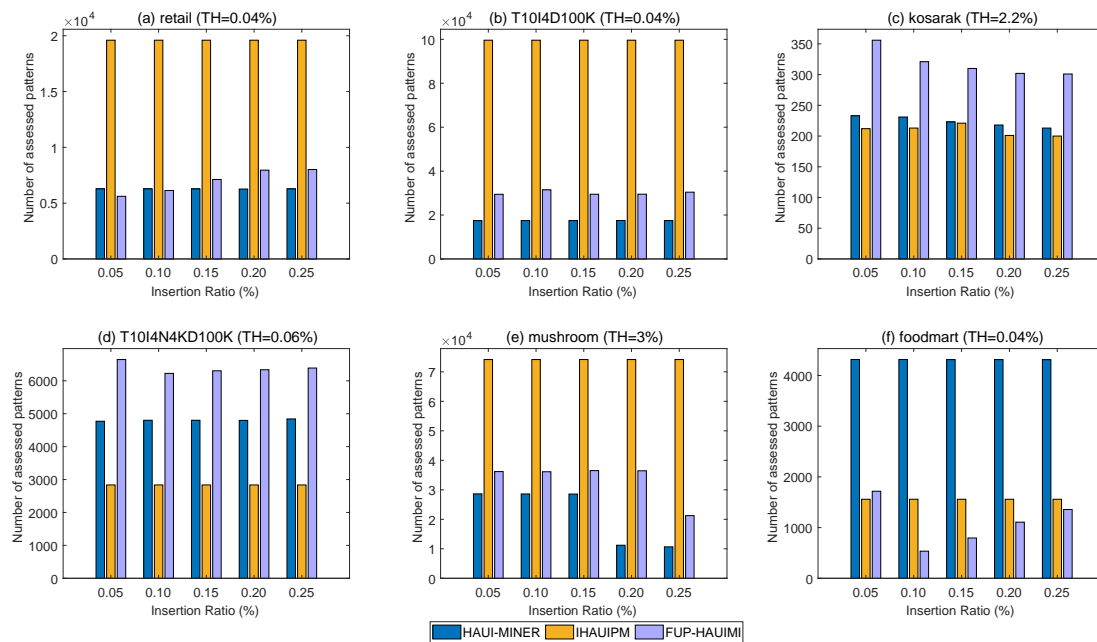 (a) retail (TH=0.04%)
×10⁴
2
1.5
1
0.5
0
Number of assessed patterns
0.05 0.10 0.15 0.20 0.25
Insertion Ratio (%)
(b) T10I4D100K (TH=0.04%)
×10⁴
10
8
6
4
2
0
Number of assessed patterns
0.05 0.10 0.15 0.20 0.25
Insertion Ratio (%)
(c) kosarak (TH=2.2%)
350
300
250
200
150
100
50
0
Number of assessed patterns
0.05 0.10 0.15 0.20 0.25
Insertion Ratio (%)
(d) T10I4N4KD100K (TH=0.06%)
6000
5000
4000
3000
2000
1000
0
Number of assessed patterns
0.05 0.10 0.15 0.20 0.25
Insertion Ratio (%)
(e) mushroom (TH=3%)
×10⁴
7
6
5
4
3
2
1
0
Number of assessed patterns
0.05 0.10 0.15 0.20 0.25
Insertion Ratio (%)
(f) foodmart (TH=0.04%)
4000
3000
2000
1000
0
Number of assessed patterns
0.05 0.10 0.15 0.20 0.25
Insertion Ratio (%)
HAUI-MINER IHAUIPM FUP-HAUIMI